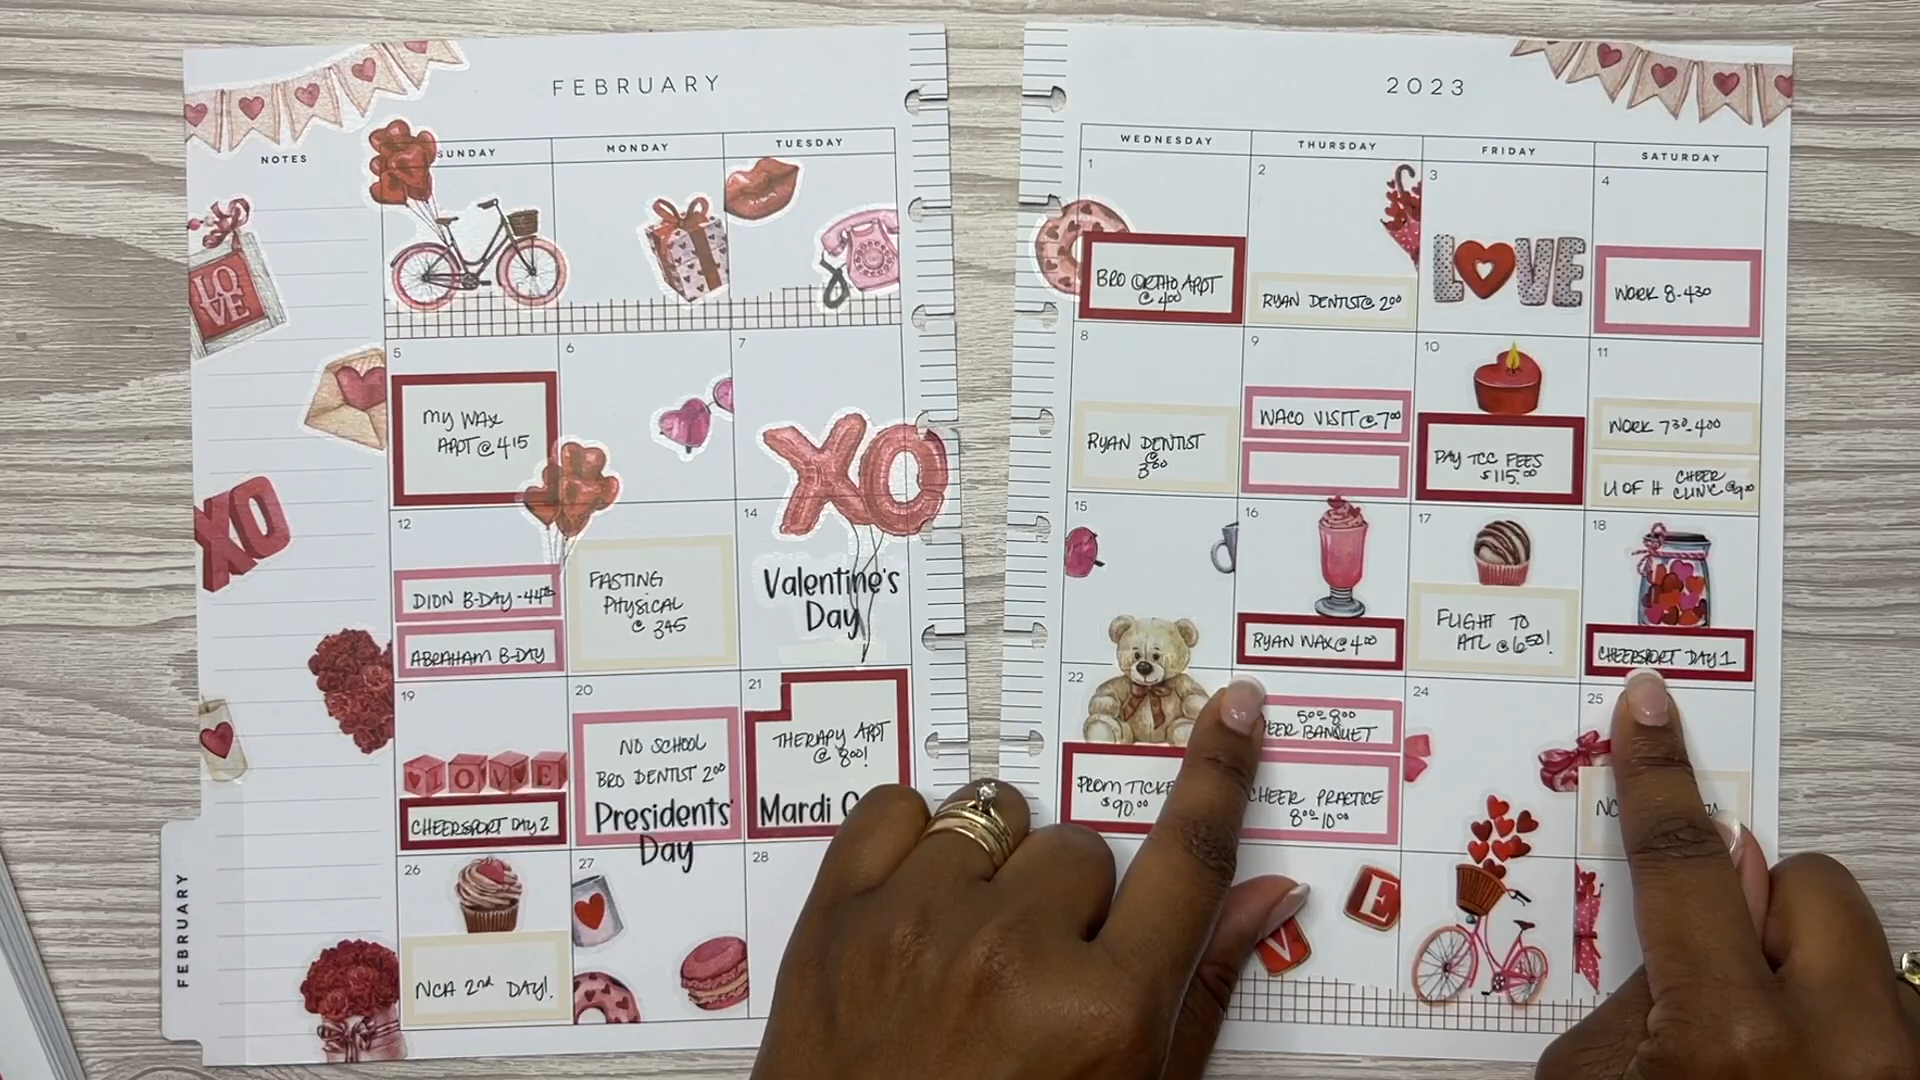 FEBRUARY
2023
NOTES
SUNDAY
MONDAY
TUESDAY
WEDNESDAY
THURSDAY
FRIDAY
SATURDAY
LO
VE
XO
1
BRO ORTHO APPT
@ 4:00
2
RYAN DENTIST @ 2:00
3
LOVE
4
WORK 8-4:30
5
MY WAX
APPT @ 4:15
6
7
XO
8
RYAN DENTIST
@
3:30
9
WACO VISIT @ 7:00
10
PAY TCC FEES
$115.00
11
WORK 7:30-4:00
U OF H CHEER
CLINIC @ 9:00
12
DION B-DAY - 44th
ABRAHAM B-DAY
FASTING
PHYSICAL
@ 3:45
14
Valentine's
Day
15
16
RYAN WAX @ 4:00
17
FLIGHT TO
ATL @ 6:50!
18
CHEERSPORT DAY 1
19
LOVE
CHEERSPORT DAY 2
20
NO SCHOOL
BRO DENTIST 2:00
Presidents'
Day
21
THERAPY APPT
@ 8:00!
Mardi
22
PROM
$90.00
5:00-8:00
BANQUET
CHEER PRACTICE
8:00-10:00
24
25
26
NCA 2nd DAY!
27
28
V
E
FEBRUARY